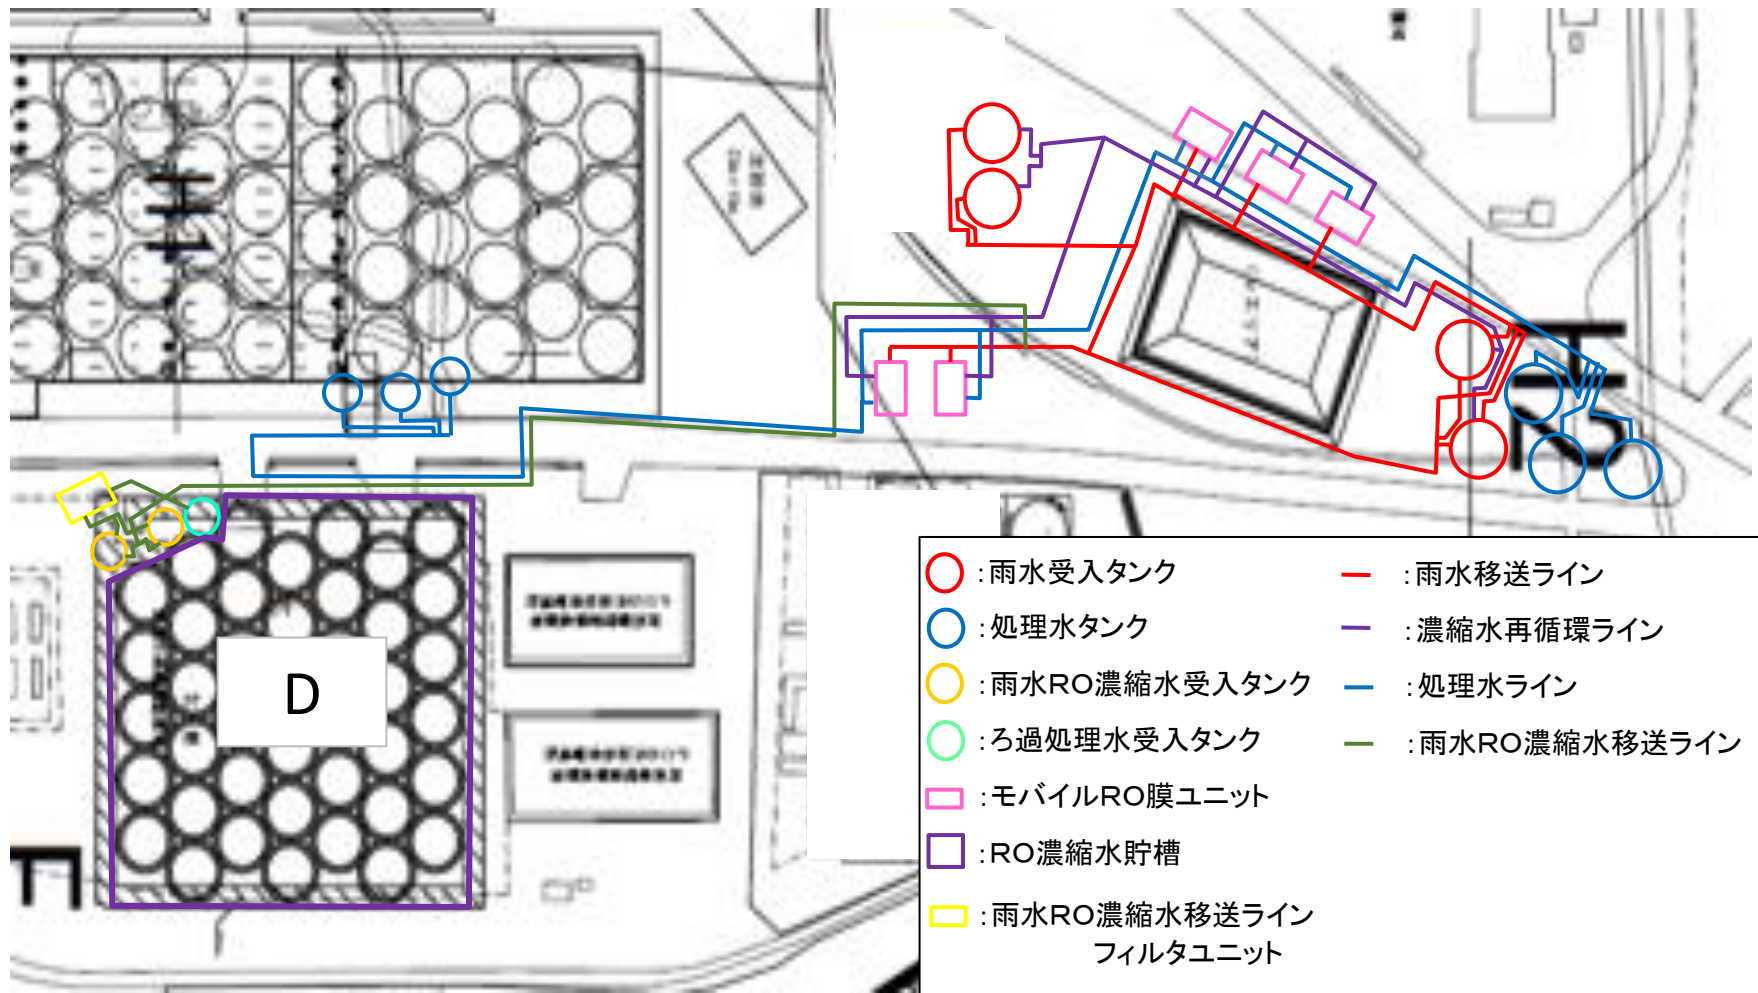 H1
H
R5
E
D
:雨水受入タンク
:処理水タンク
:雨水RO濃縮水受入タンク
:ろ過処理水受入タンク
:モバイルRO膜ユニット
:RO濃縮水貯槽
:雨水RO濃縮水移送ライン
フィルタユニット
:雨水移送ライン
:濃縮水再循環ライン
:処理水ライン
:雨水RO濃縮水移送ライン